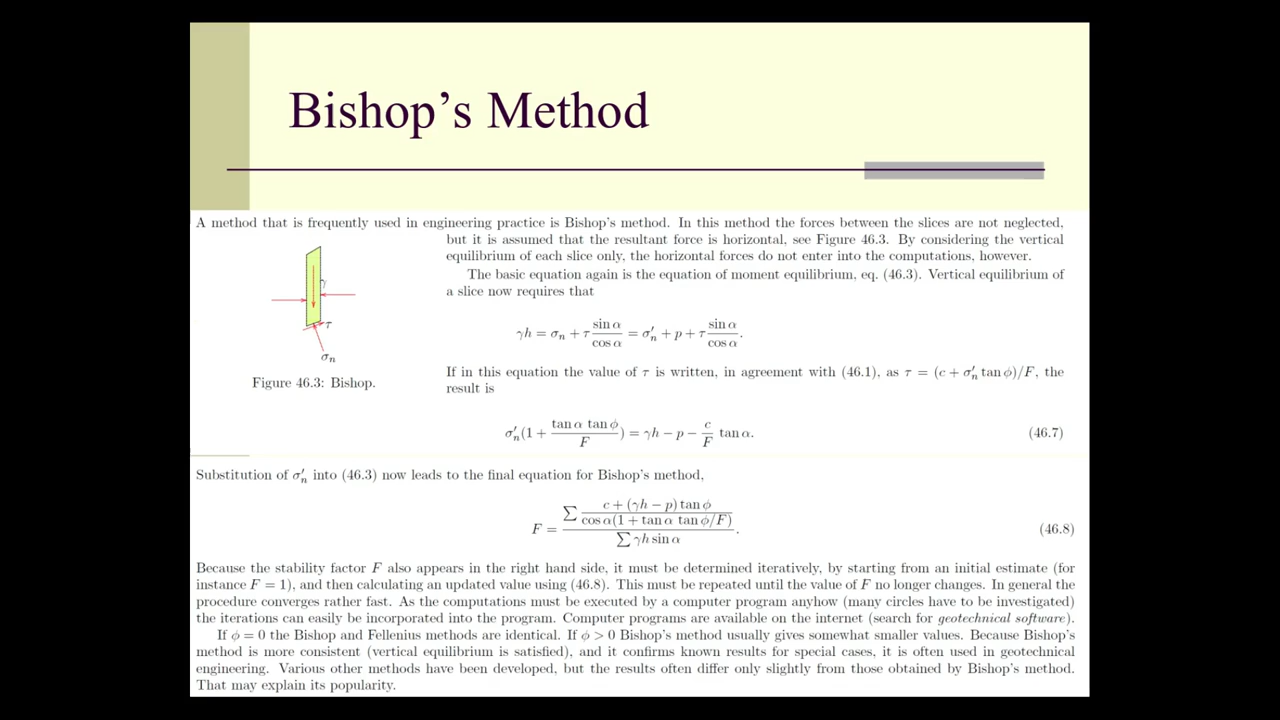 Bishop's Method
A method that is frequently used in engineering practice is Bishop's method. In this method the forces between the slices are not neglected,
but it is assumed that the resultant force is horizontal, see Figure 46.3. By considering the vertical
equilibrium of each slice only, the horizontal forces do not enter into the computations, however.
The basic equation again is the equation of moment equilibrium, eq. (46.3). Vertical equilibrium of
a slice now requires that
γ
τ
σₙ
Figure 46.3: Bishop.
γh = σₙ + τ sin α / cos α = σ′ₙ + p + τ sin α / cos α.
If in this equation the value of τ is written, in agreement with (46.1), as τ = (c + σ′ₙ tan ϕ)/F, the
result is
σ′ₙ(1 + tan α tan ϕ / F) = γh − p − c / F tan α. (46.7)
Substitution of σ′ₙ into (46.3) now leads to the final equation for Bishop's method,
F = ∑ c + (γh − p) tan ϕ / cos α(1 + tan α tan ϕ/F) / ∑ γh sin α. (46.8)
Because the stability factor F also appears in the right hand side, it must be determined iteratively, by starting from an initial estimate (for
instance F = 1), and then calculating an updated value using (46.8). This must be repeated until the value of F no longer changes. In general the
procedure converges rather fast. As the computations must be executed by a computer program anyhow (many circles have to be investigated)
the iterations can easily be incorporated into the program. Computer programs are available on the internet (search for geotechnical software).
If ϕ = 0 the Bishop and Fellenius methods are identical. If ϕ > 0 Bishop's method usually gives somewhat smaller values. Because Bishop's
method is more consistent (vertical equilibrium is satisfied), and it confirms known results for special cases, it is often used in geotechnical
engineering. Various other methods have been developed, but the results often differ only slightly from those obtained by Bishop's method.
That may explain its popularity.